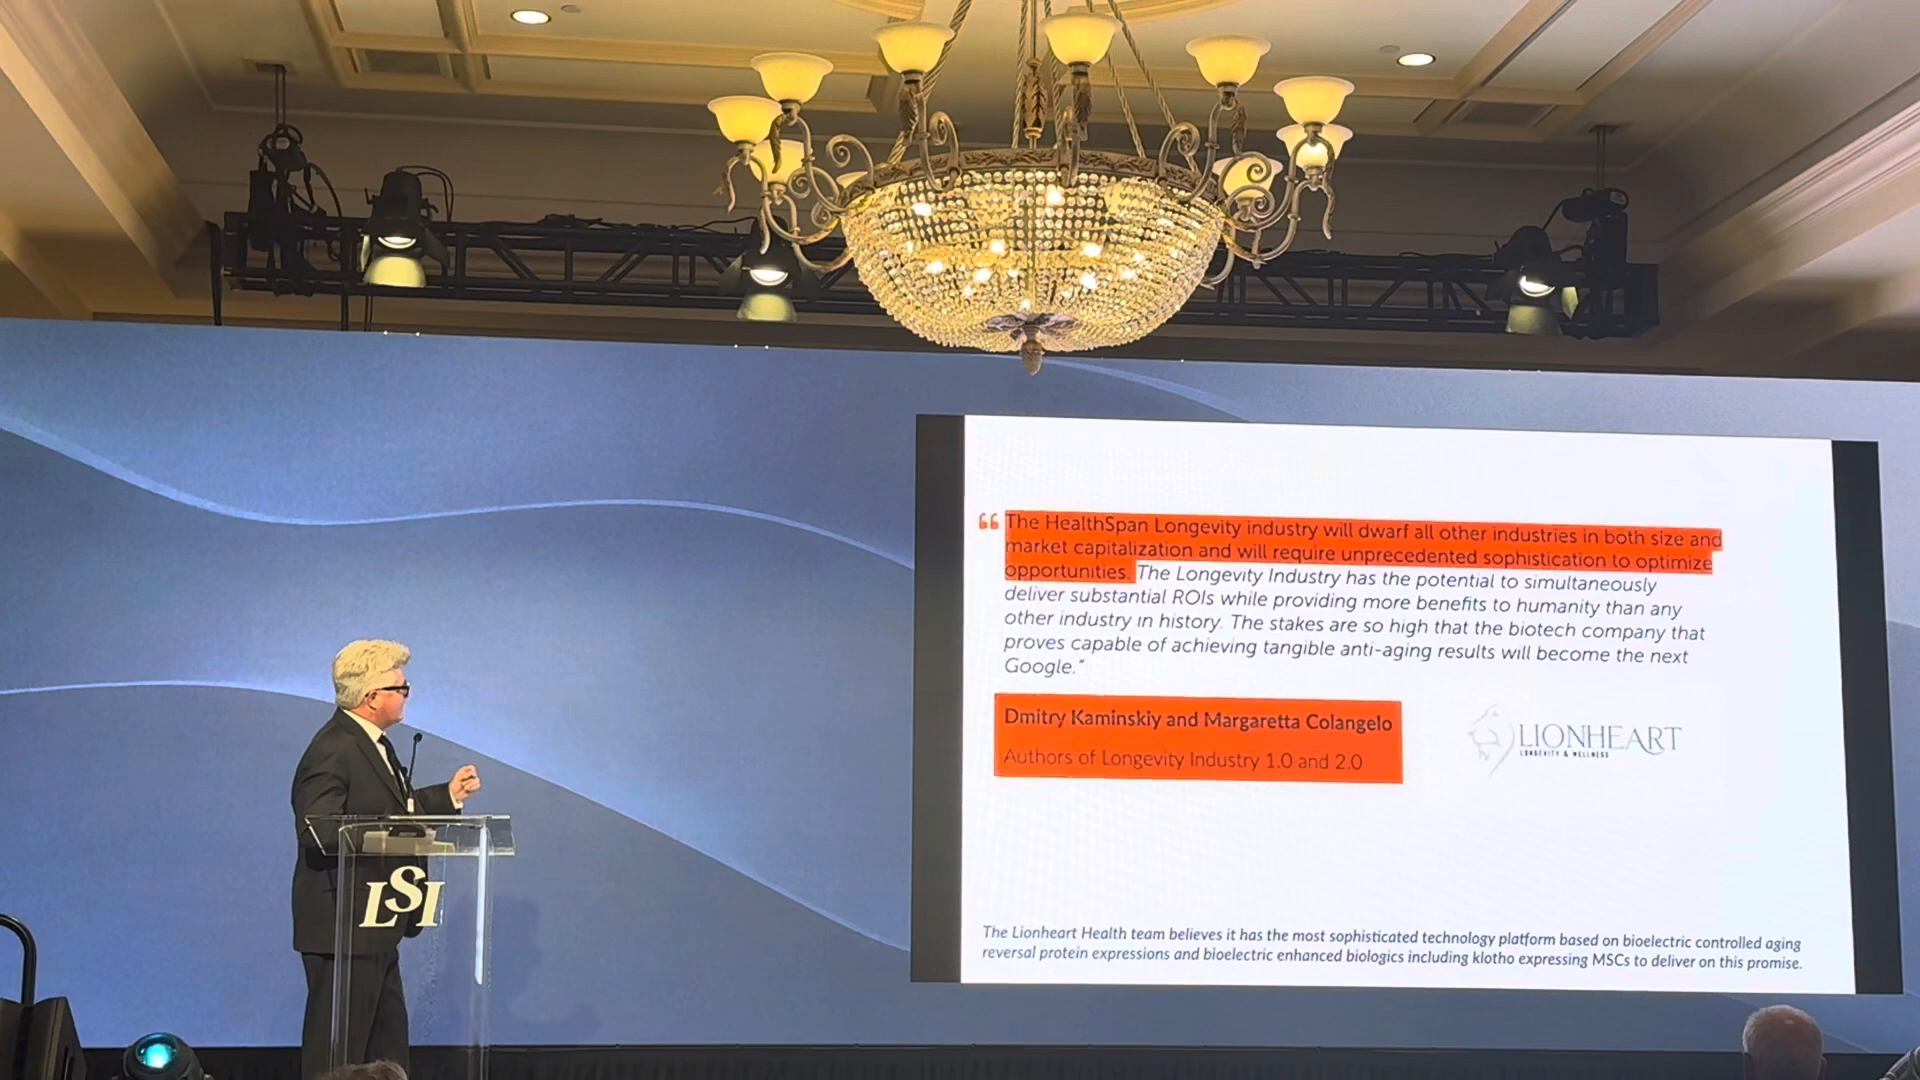 “ The HealthSpan Longevity industry will dwarf all other industries in both size and
market capitalization and will require unprecedented sophistication to optimize
opportunities. The Longevity Industry has the potential to simultaneously
deliver substantial ROIs while providing more benefits to humanity than any
other industry in history. The stakes are so high that the biotech company that
proves capable of achieving tangible anti-aging results will become the next
Google.”
Dmitry Kaminskiy and Margaretta Colangelo
Authors of Longevity Industry 1.0 and 2.0
LIONHEART
LONGEVITY & WELLNESS
The Lionheart Health team believes it has the most sophisticated technology platform based on bioelectric controlled aging
reversal protein expressions and bioelectric enhanced biologics including klotho expressing MSCs to deliver on this promise.
LSI